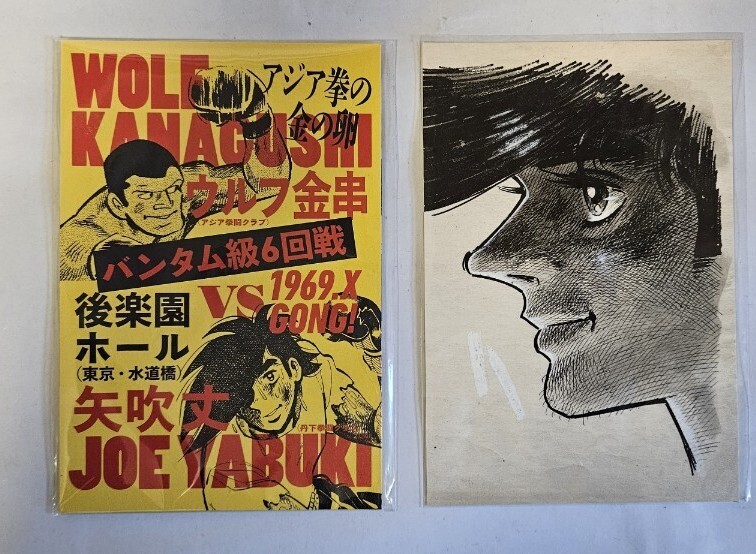 WOLF
KANAGUSHI
アジア拳の
金の卵
ウルフ金串
(アジア拳闘クラブ)
バンタム級6回戦
後楽園
ホール
(東京・水道橋)
VS
1969.X
GONG!
矢吹丈
JOE YABUKI